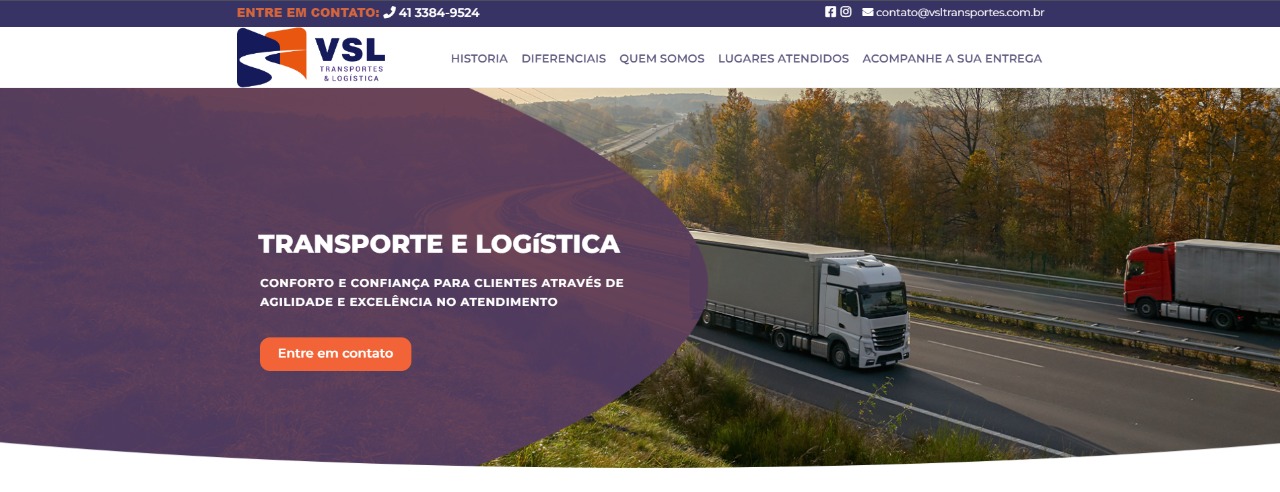 ENTRE EM CONTATO: 41 3384-9524
contato@vsltransportes.com.br
VSL
TRANSPORTES
& LOGÍSTICA
HISTORIA DIFERENCIAIS QUEM SOMOS LUGARES ATENDIDOS ACOMPANHE A SUA ENTREGA
TRANSPORTE E LOGíSTICA
CONFORTO E CONFIANÇA PARA CLIENTES ATRAVÉS DE
AGILIDADE E EXCELÊNCIA NO ATENDIMENTO
Entre em contato